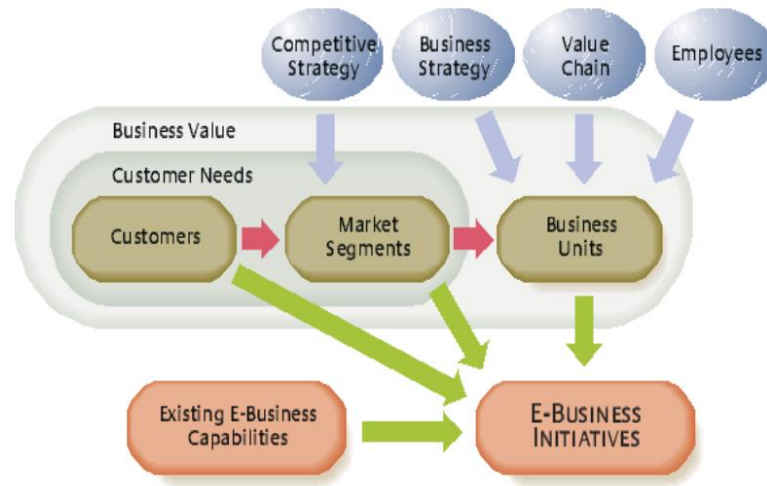 Competitive
Strategy
Business
Strategy
Value
Chain
Employees
Business Value
Customer Needs
Customers
Market
Segments
Business
Units
Existing E-Business
Capabilities
E-BUSINESS
INITIATIVES